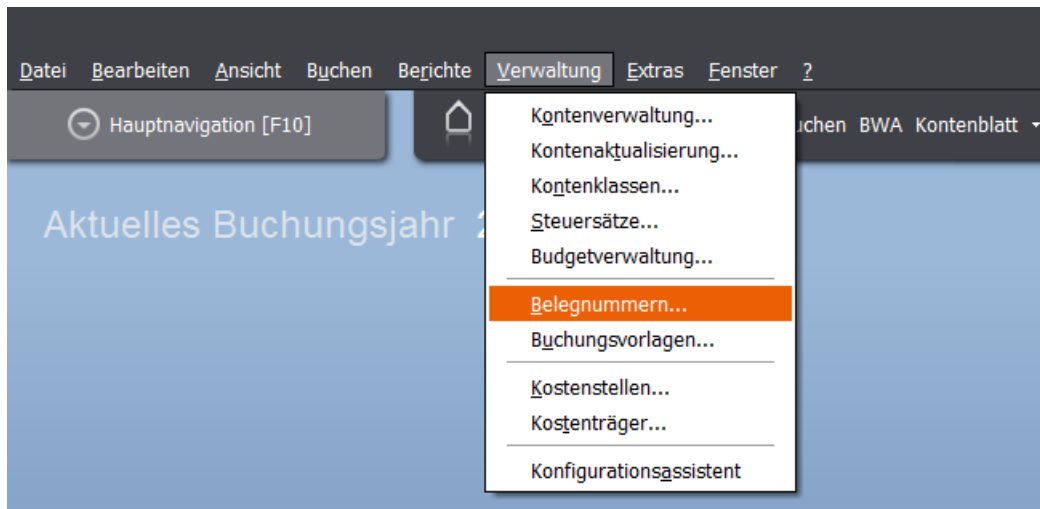 Datei Bearbeiten Ansicht Buchen Berichte Verwaltung Extras Fenster ?
Hauptnavigation [F10]
BWA Kontenblatt
Kontenverwaltung...
Kontenaktualisierung...
Kontenklassen...
Steuersätze...
Budgetverwaltung...
Belegnummern...
Buchungsvorlagen...
Kostenstellen...
Kostenträger...
Konfigurationsassistent
Aktuelles Buchungsjahr